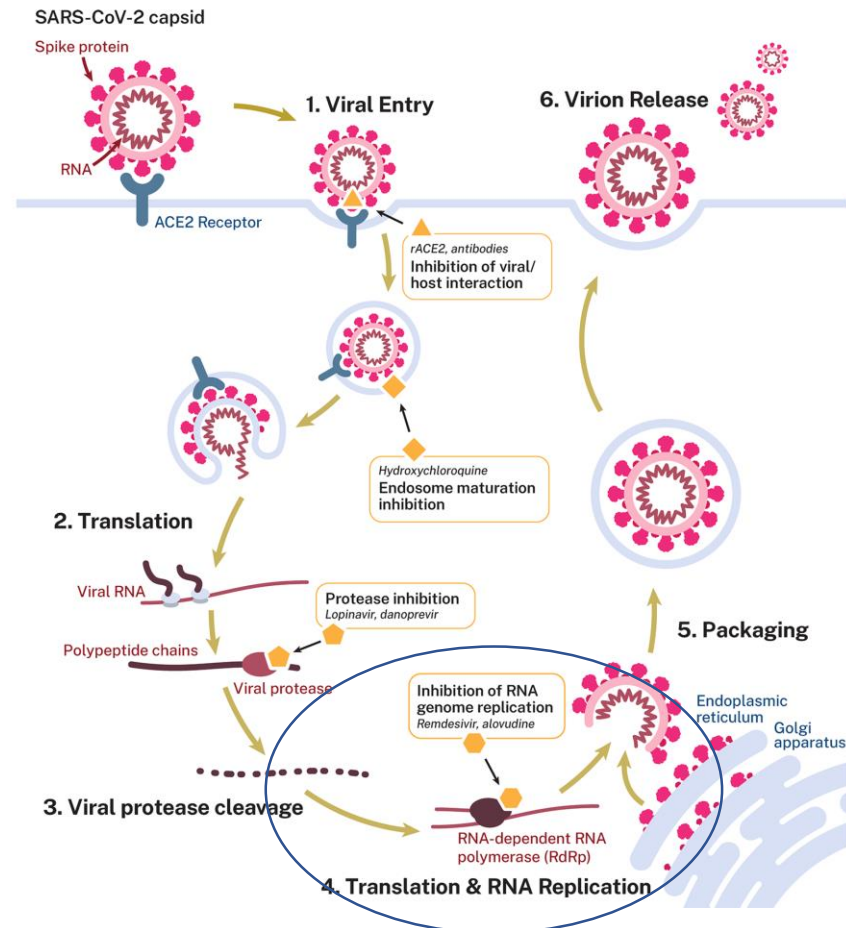 SARS-CoV-2 capsid
Spike protein
RNA
ACE2 Receptor
1. Viral Entry
rACE2, antibodies
Inhibition of viral/
host interaction
Hydroxychloroquine
Endosome maturation
inhibition
2. Translation
Viral RNA
Polypeptide chains
Viral protease
Protease inhibition
Lopinavir, danoprevir
3. Viral protease cleavage
Inhibition of RNA
genome replication
Remdesivir, alovudine
RNA-dependent RNA
polymerase (RdRp)
4. Translation & RNA Replication
5. Packaging
Endoplasmic
reticulum
Golgi
apparatus
6. Virion Release